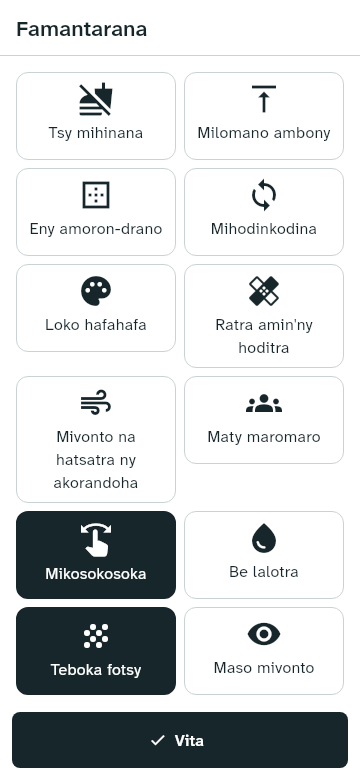 Famantarana
Tsy mihinana
Milomano ambony
Eny amoron-drano
Mihodinkodina
Loko hafahafa
Ratra amin'ny
hoditra
Mivonto na
hatsatra ny
akorandoha
Maty maromaro
Mikosokosoka
Be lalotra
Teboka fotsy
Maso mivonto
Vita